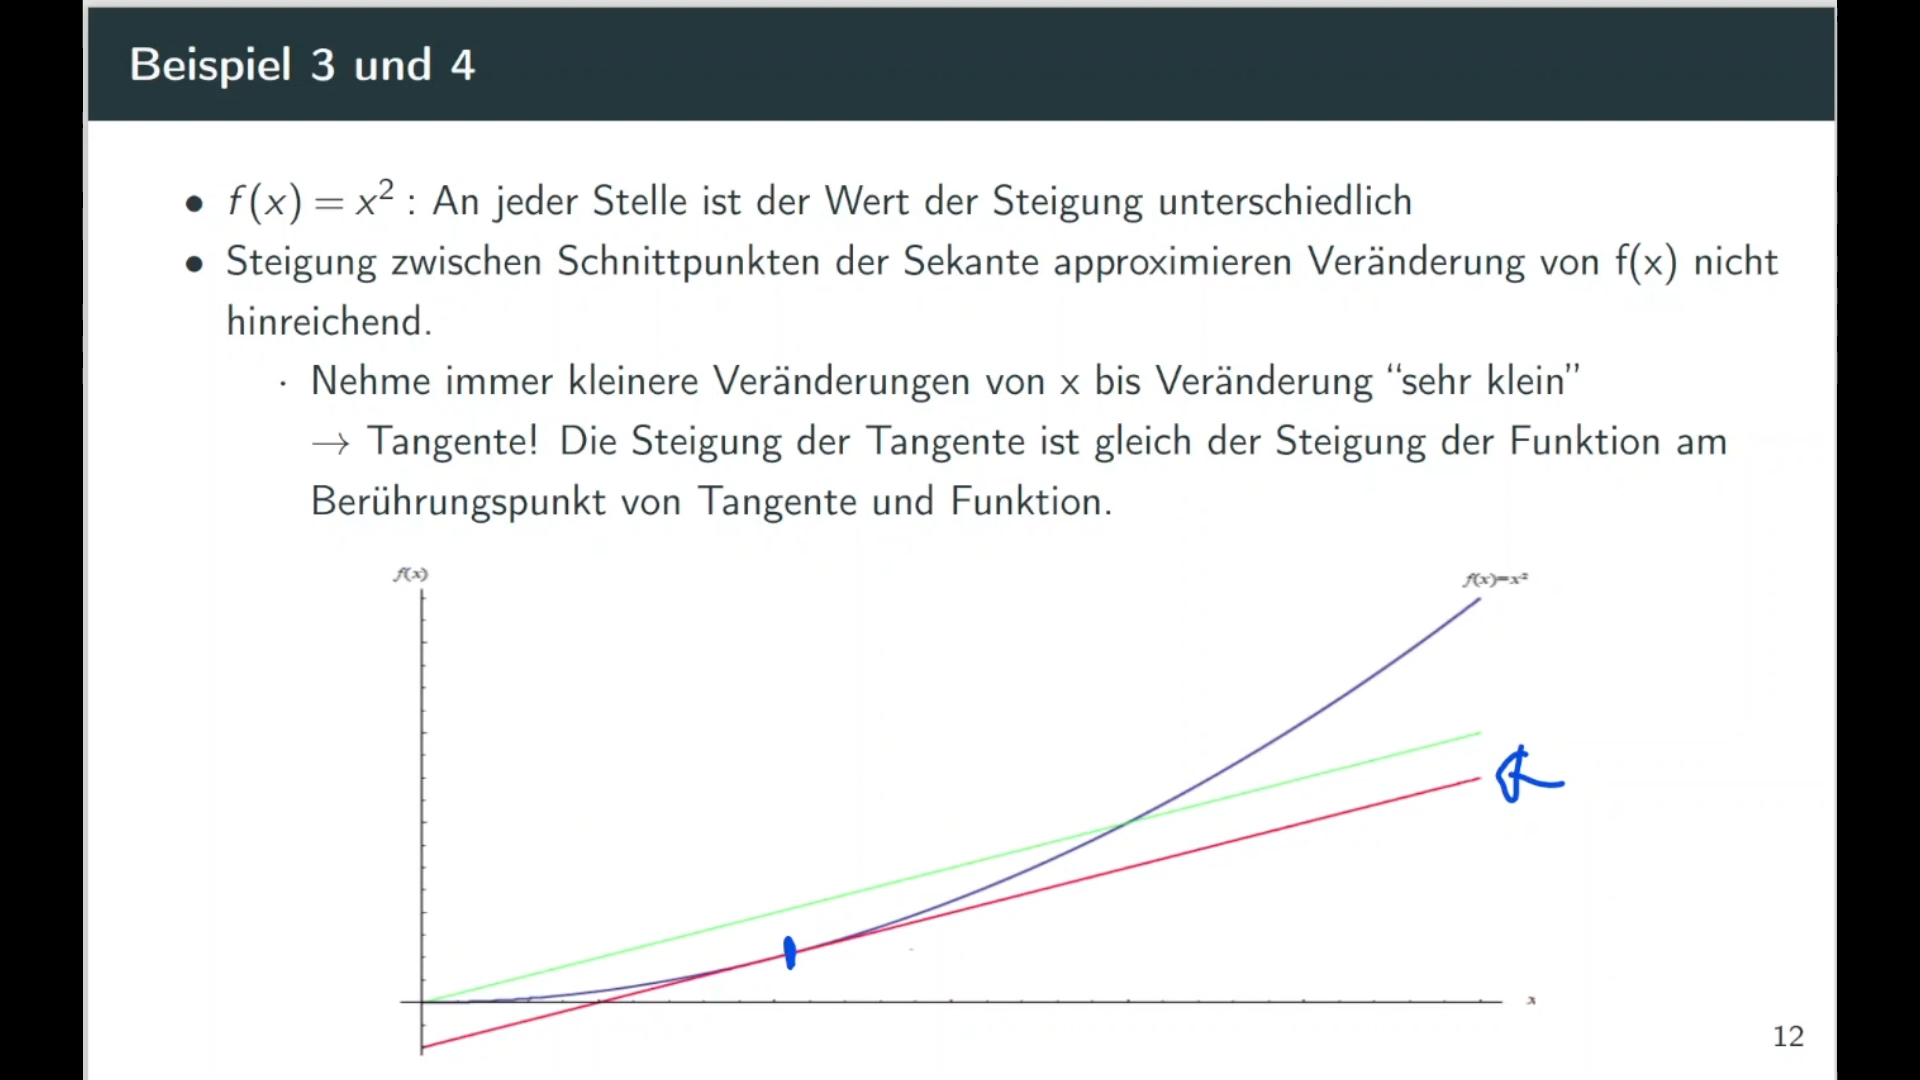 Beispiel 3 und 4
• f(x) = x² : An jeder Stelle ist der Wert der Steigung unterschiedlich
• Steigung zwischen Schnittpunkten der Sekante approximieren Veränderung von f(x) nicht
hinreichend.
· Nehme immer kleinere Veränderungen von x bis Veränderung “sehr klein”
→ Tangente! Die Steigung der Tangente ist gleich der Steigung der Funktion am
Berührungspunkt von Tangente und Funktion.
f(x)
f(x)=x²
x
12